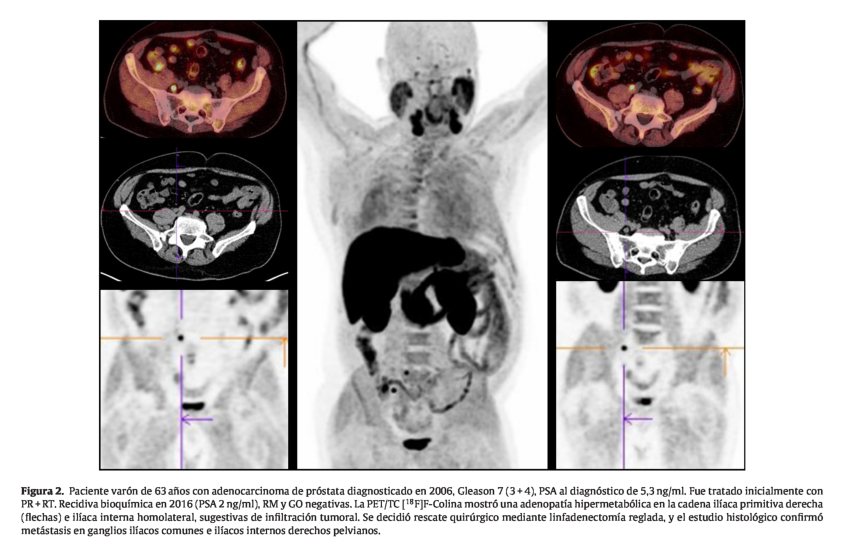 Figura 2. Paciente varón de 63 años con adenocarcinoma de próstata diagnosticado en 2006, Gleason 7 (3 + 4), PSA al diagnóstico de 5,3 ng/ml. Fue tratado inicialmente con
PR + RT. Recidiva bioquímica en 2016 (PSA 2 ng/ml), RM y GO negativas. La PET/TC [18F]F-Colina mostró una adenopatía hipermetabólica en la cadena ilíaca primitiva derecha
(flechas) e ilíaca interna homolateral, sugestivas de infiltración tumoral. Se decidió rescate quirúrgico mediante linfadenectomía reglada, y el estudio histológico confirmó
metástasis en ganglios ilíacos comunes e ilíacos internos derechos pelvianos.